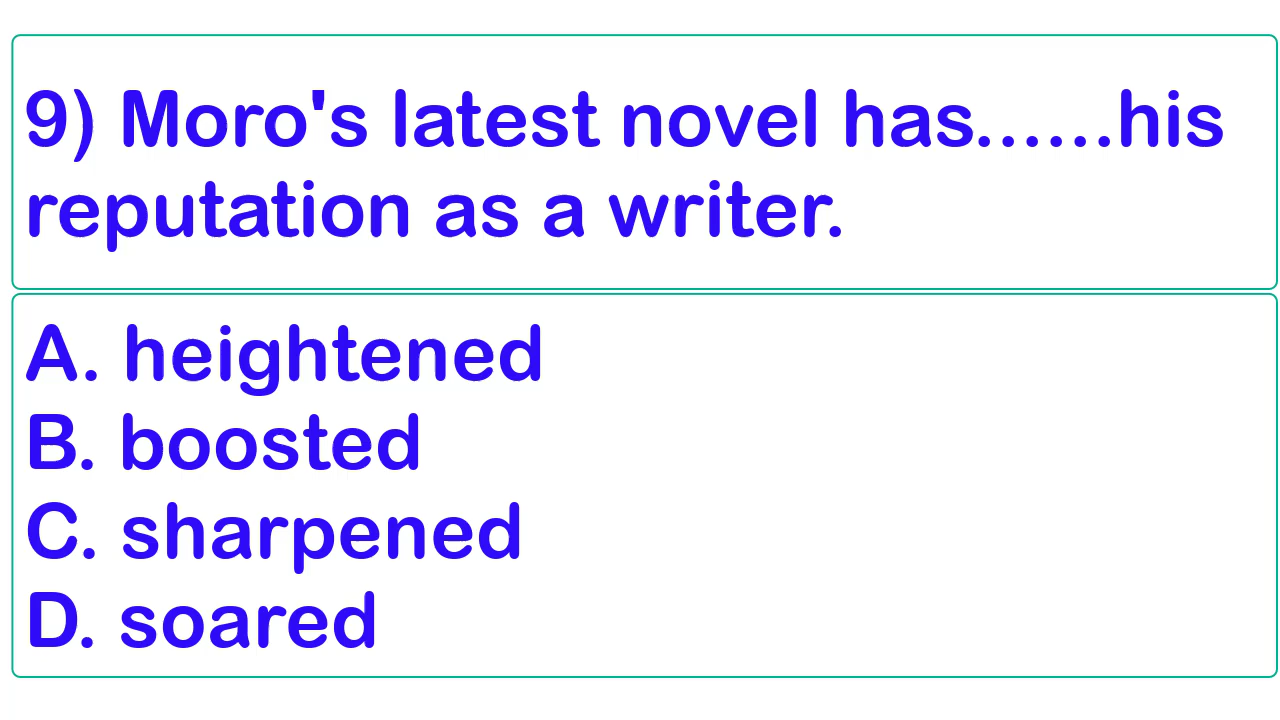 9) Moro's latest novel has......his
reputation as a writer.
A. heightened
B. boosted
C. sharpened
D. soared